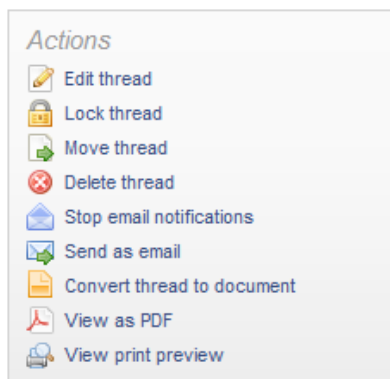 Actions
Edit thread
Lock thread
Move thread
Delete thread
Stop email notifications
Send as email
Convert thread to document
View as PDF
View print preview